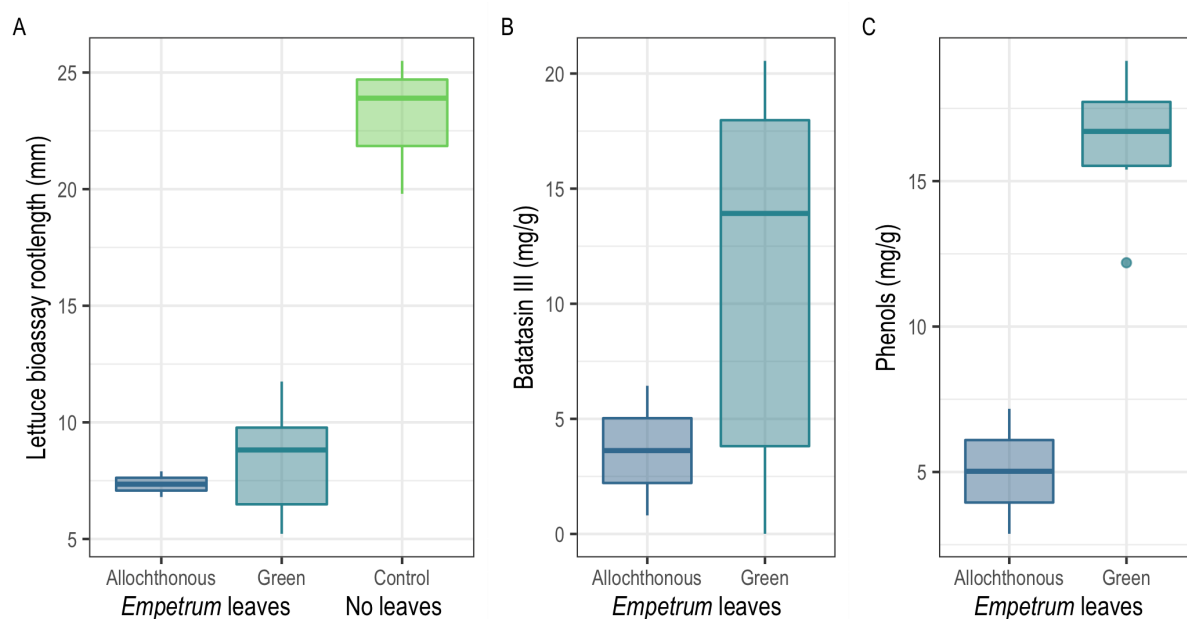 A
Lettuce bioassay rootlength (mm)
25
20
15
10
5
Allochthonous Green Control
Empetrum leaves No leaves
B
Batatasin III (mg/g)
20
15
10
5
0
Allochthonous Green
Empetrum leaves
C
Phenols (mg/g)
15
10
5
Allochthonous Green
Empetrum leaves